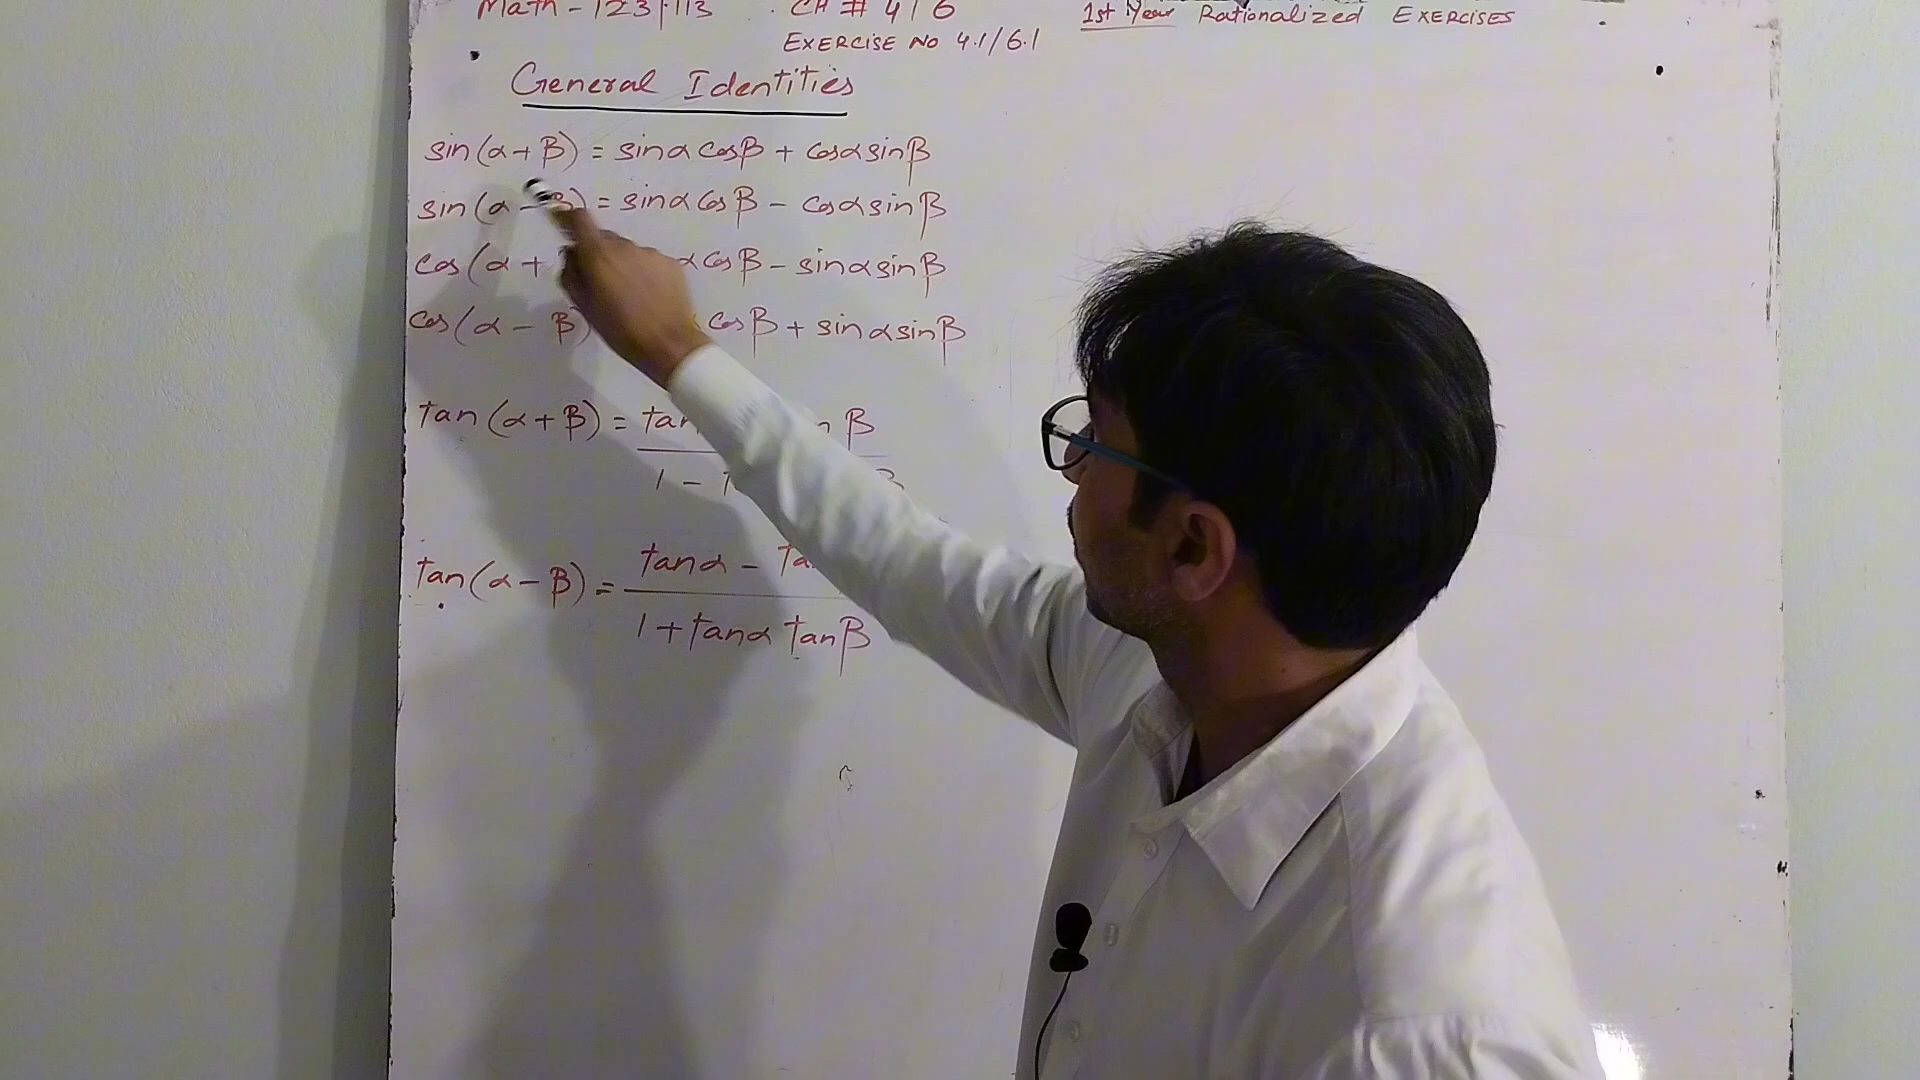 Math - 123/113 CH # 4/6 1st Year Rationalized EXERCISES
EXERCISE NO 4.1/6.1
General Identities
sin(α+β) = sinα cosβ + cosα sinβ
sin(α-β) = sinα cosβ - cosα sinβ
cos(α+ α cosβ - sinα sinβ
cos(α-β) cosβ + sinα sinβ
tan(α+β) = tan β
1 -
tan(α-β) = tanα -
1 + tanα tanβ